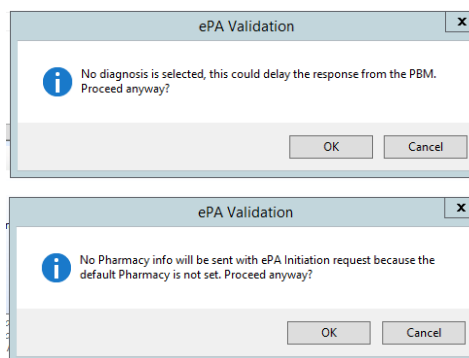 ePA Validation
x
No diagnosis is selected, this could delay the response from the PBM.
Proceed anyway?
OK Cancel
ePA Validation
x
No Pharmacy info will be sent with ePA Initiation request because the
default Pharmacy is not set. Proceed anyway?
OK Cancel